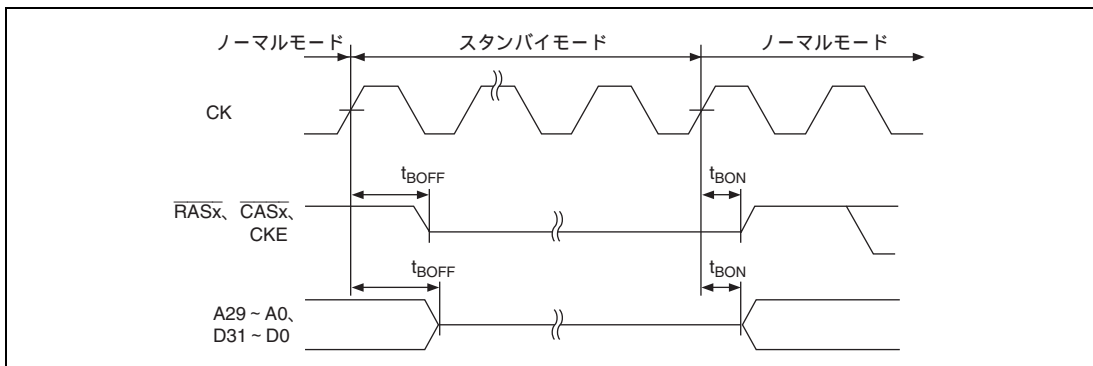 ノーマルモード スタンバイモード ノーマルモード
CK
tBOFF tBON
RASx、CASx、
CKE
tBOFF tBON
A29 ~ A0、
D31 ~ D0